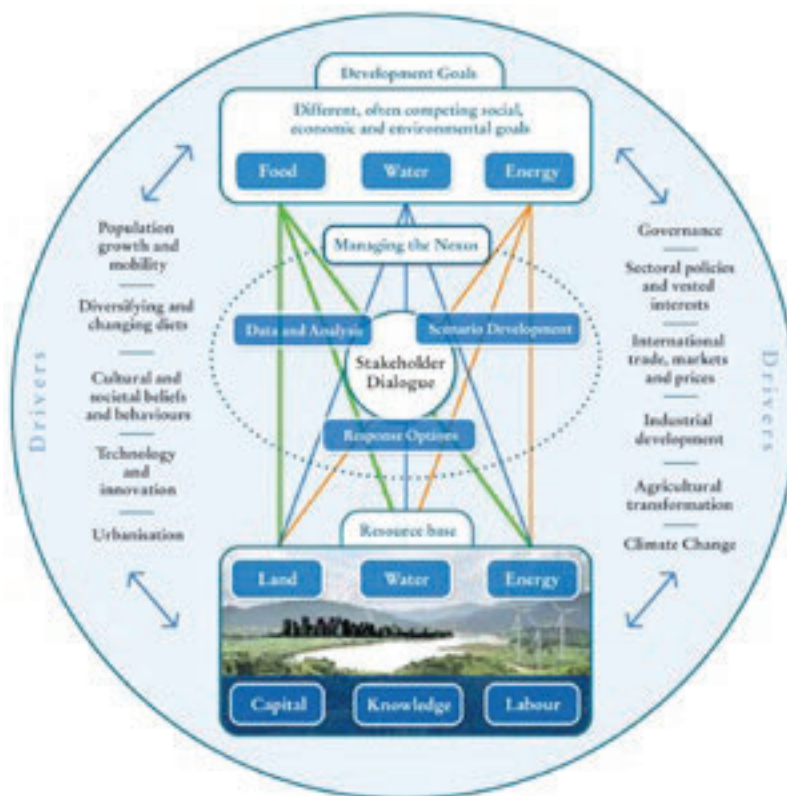 Development Goals
Different, often competing social,
economic and environmental goals
Food
Water
Energy
Managing the Nexus
Data and Analysis
Scenario Development
Stakeholder
Dialogue
Response Options
Resource base
Land
Water
Energy
Capital
Knowledge
Labour
Drivers
Population
growth and
mobility
Diversifying and
changing diets
Cultural and
societal beliefs
and behaviours
Technology
and
innovation
Urbanisation
Governance
Sectoral policies
and vested
interests
International
trade, markets
and prices
Industrial
development
Agricultural
transformation
Climate Change
Drivers